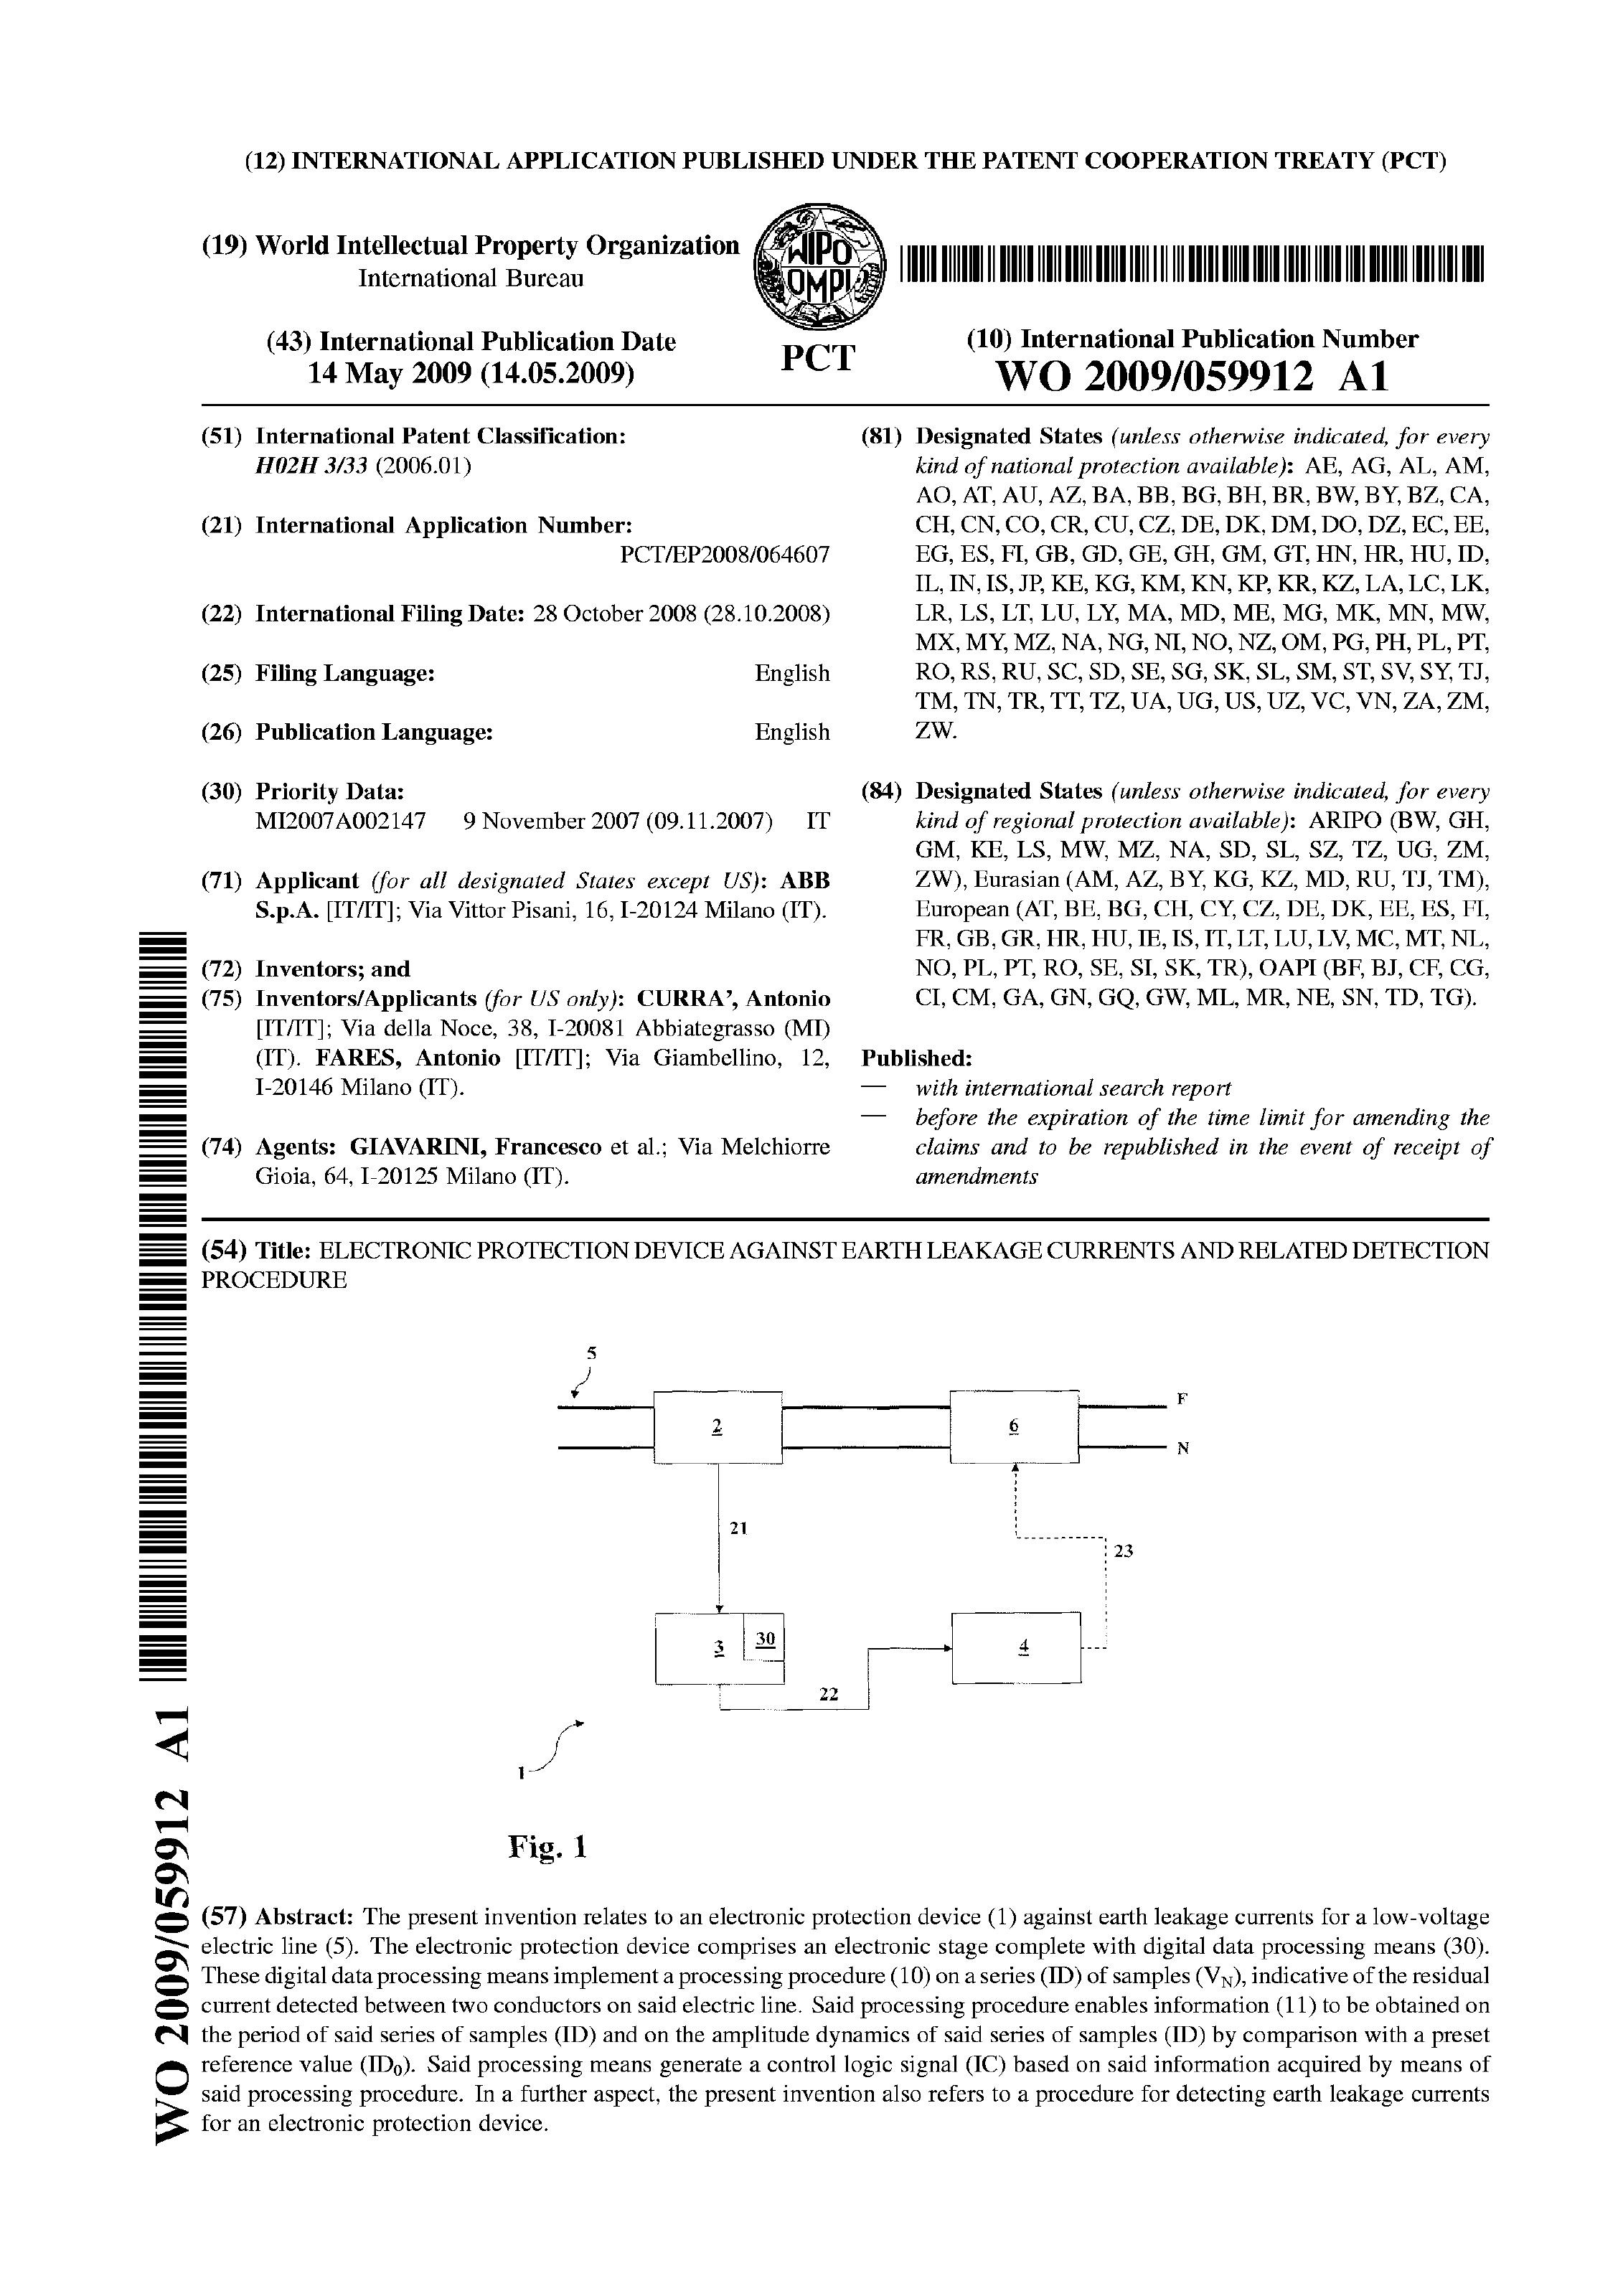 (12) INTERNATIONAL APPLICATION PUBLISHED UNDER THE PATENT COOPERATION TREATY (PCT)
(19) World Intellectual Property Organization
International Bureau
WIPO
OMPI
PCT
(43) International Publication Date
14 May 2009 (14.05.2009)
(10) International Publication Number
WO 2009/059912 A1
(51) International Patent Classification:
H02H 3/33 (2006.01)
(21) International Application Number:
PCT/EP2008/064607
(22) International Filing Date: 28 October 2008 (28.10.2008)
(25) Filing Language: English
(26) Publication Language: English
(30) Priority Data:
MI2007A002147 9 November 2007 (09.11.2007) IT
(71) Applicant (for all designated States except US): ABB
S.p.A. [IT/IT]; Via Vittor Pisani, 16, I-20124 Milano (IT).
(72) Inventors; and
(75) Inventors/Applicants (for US only): CURRA', Antonio
[IT/IT]; Via della Noce, 38, I-20081 Abbiategrasso (MI)
(IT). FARES, Antonio [IT/IT]; Via Giambellino, 12,
I-20146 Milano (IT).
(74) Agents: GIAVARINI, Francesco et al.; Via Melchiorre
Gioia, 64, I-20125 Milano (IT).
(81) Designated States (unless otherwise indicated, for every
kind of national protection available): AE, AG, AL, AM,
AO, AT, AU, AZ, BA, BB, BG, BH, BR, BW, BY, BZ, CA,
CH, CN, CO, CR, CU, CZ, DE, DK, DM, DO, DZ, EC, EE,
EG, ES, FI, GB, GD, GE, GH, GM, GT, HN, HR, HU, ID,
IL, IN, IS, JP, KE, KG, KM, KN, KP, KR, KZ, LA, LC, LK,
LR, LS, LT, LU, LY, MA, MD, ME, MG, MK, MN, MW,
MX, MY, MZ, NA, NG, NI, NO, NZ, OM, PG, PH, PL, PT,
RO, RS, RU, SC, SD, SE, SG, SK, SL, SM, ST, SV, SY, TJ,
TM, TN, TR, TT, TZ, UA, UG, US, UZ, VC, VN, ZA, ZM,
ZW.
(84) Designated States (unless otherwise indicated, for every
kind of regional protection available): ARIPO (BW, GH,
GM, KE, LS, MW, MZ, NA, SD, SL, SZ, TZ, UG, ZM,
ZW), Eurasian (AM, AZ, BY, KG, KZ, MD, RU, TJ, TM),
European (AT, BE, BG, CH, CY, CZ, DE, DK, EE, ES, FI,
FR, GB, GR, HR, HU, IE, IS, IT, LT, LU, LV, MC, MT, NL,
NO, PL, PT, RO, SE, SI, SK, TR), OAPI (BF, BJ, CF, CG,
CI, CM, GA, GN, GQ, GW, ML, MR, NE, SN, TD, TG).
Published:
— with international search report
— before the expiration of the time limit for amending the
claims and to be republished in the event of receipt of
amendments
(54) Title: ELECTRONIC PROTECTION DEVICE AGAINST EARTH LEAKAGE CURRENTS AND RELATED DETECTION
PROCEDURE
5
2
6
F
N
21
23
3
30
4
22
1
Fig. 1
(57) Abstract: The present invention relates to an electronic protection device (1) against earth leakage currents for a low-voltage
electric line (5). The electronic protection device comprises an electronic stage complete with digital data processing means (30).
These digital data processing means implement a processing procedure (10) on a series (ID) of samples (VN), indicative of the residual
current detected between two conductors on said electric line. Said processing procedure enables information (11) to be obtained on
the period of said series of samples (ID) and on the amplitude dynamics of said series of samples (ID) by comparison with a preset
reference value (ID0). Said processing means generate a control logic signal (IC) based on said information acquired by means of
said processing procedure. In a further aspect, the present invention also refers to a procedure for detecting earth leakage currents
for an electronic protection device.
WO 2009/059912 A1